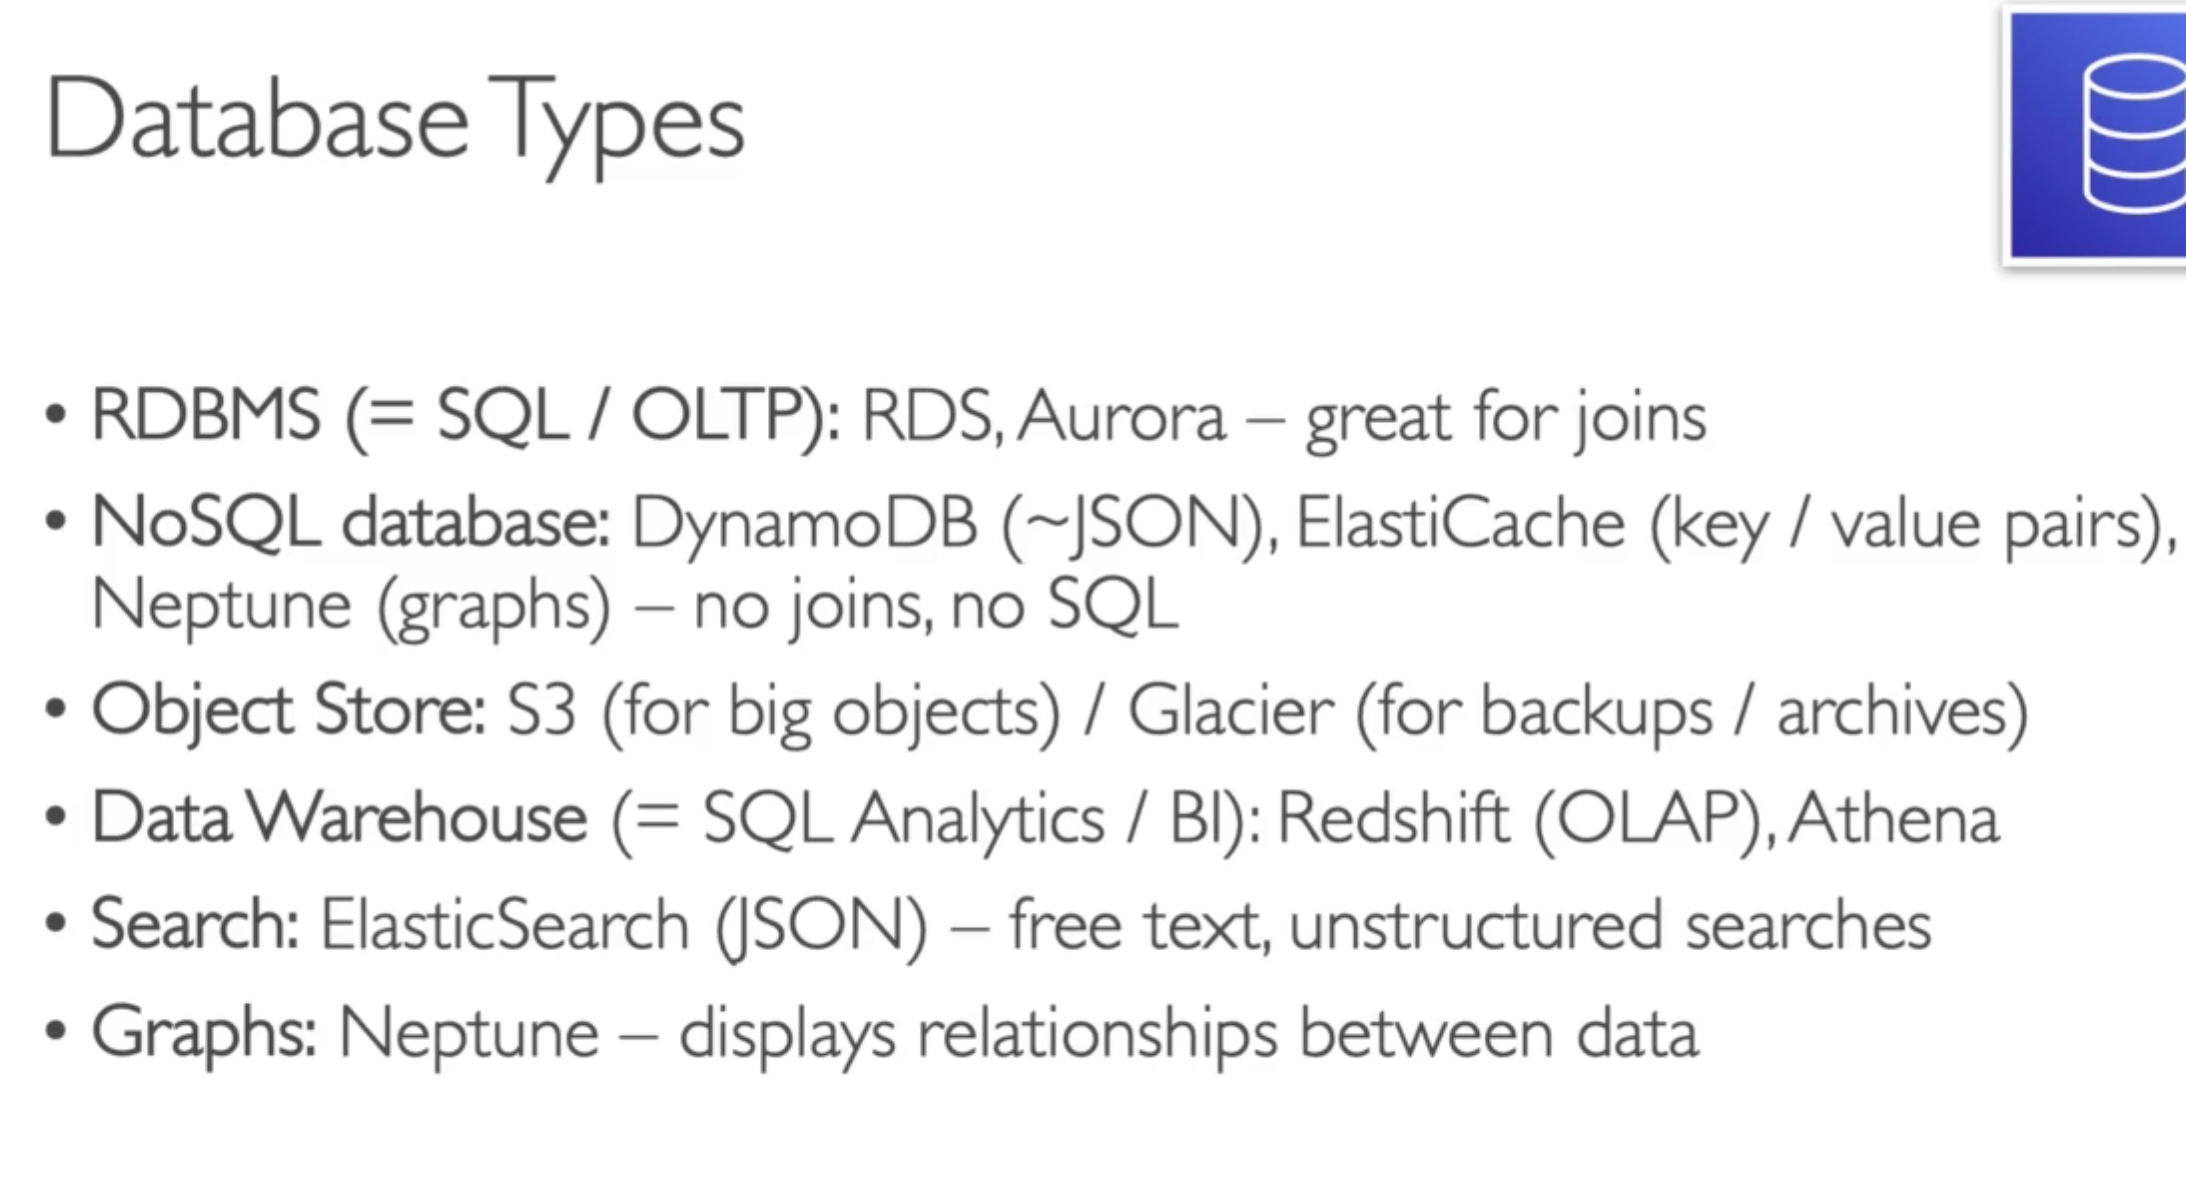 Database Types
• RDBMS (= SQL / OLTP): RDS, Aurora – great for joins
• NoSQL database: DynamoDB (~JSON), ElastiCache (key / value pairs),
Neptune (graphs) – no joins, no SQL
• Object Store: S3 (for big objects) / Glacier (for backups / archives)
• Data Warehouse (= SQL Analytics / BI): Redshift (OLAP), Athena
• Search: ElasticSearch (JSON) – free text, unstructured searches
• Graphs: Neptune – displays relationships between data